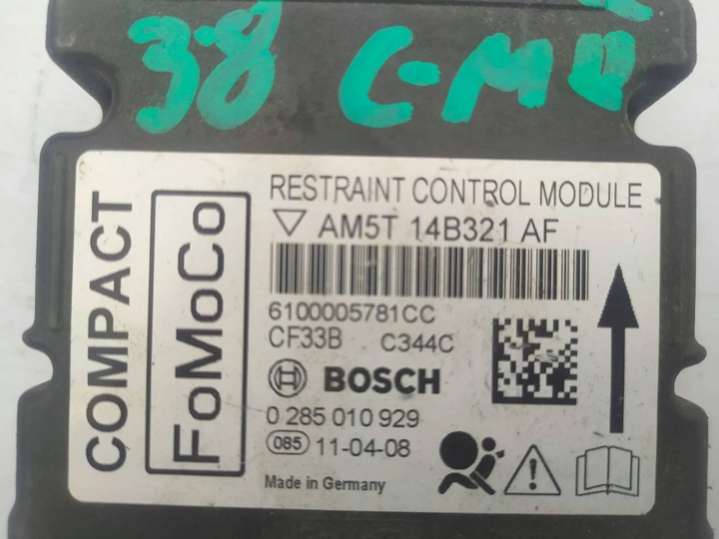 38 C-MU
COMPACT
FoMoCo
RESTRAINT CONTROL MODULE
AM5T 14B321 AF
6100005781CC
CF33B C344C
BOSCH
0 285 010 929
085 11-04-08
Made in Germany